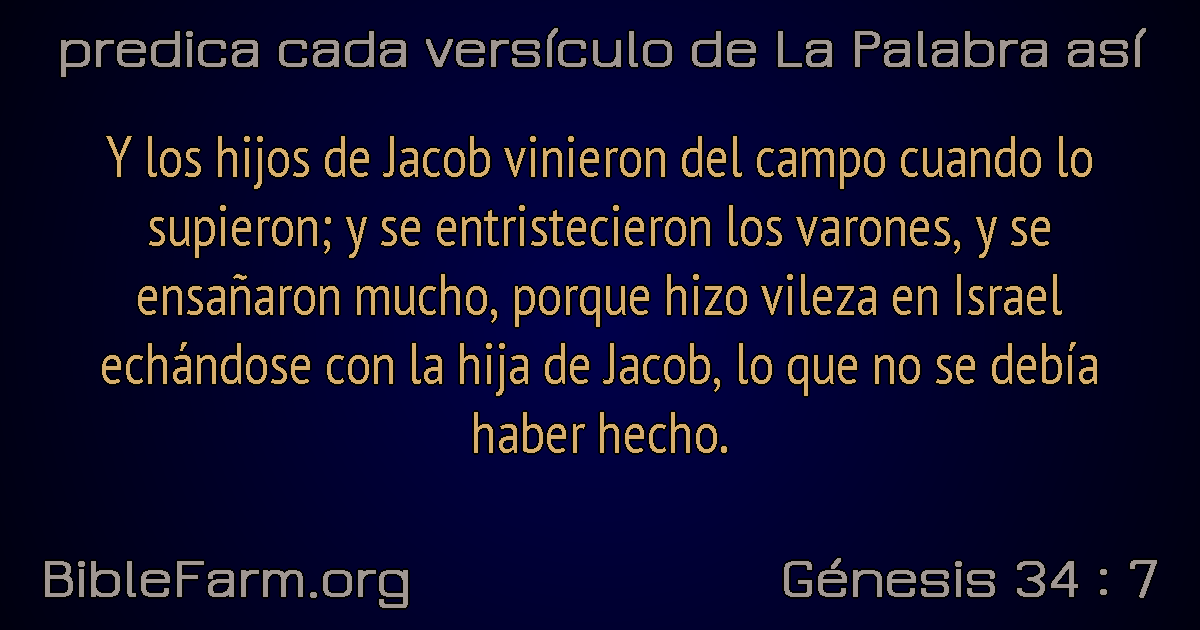 predica cada versículo de La Palabra así
Y los hijos de Jacob vinieron del campo cuando lo
supieron; y se entristecieron los varones, y se
ensañaron mucho, porque hizo vileza en Israel
echándose con la hija de Jacob, lo que no se debía
haber hecho.
BibleFarm.org
Génesis 34 : 7